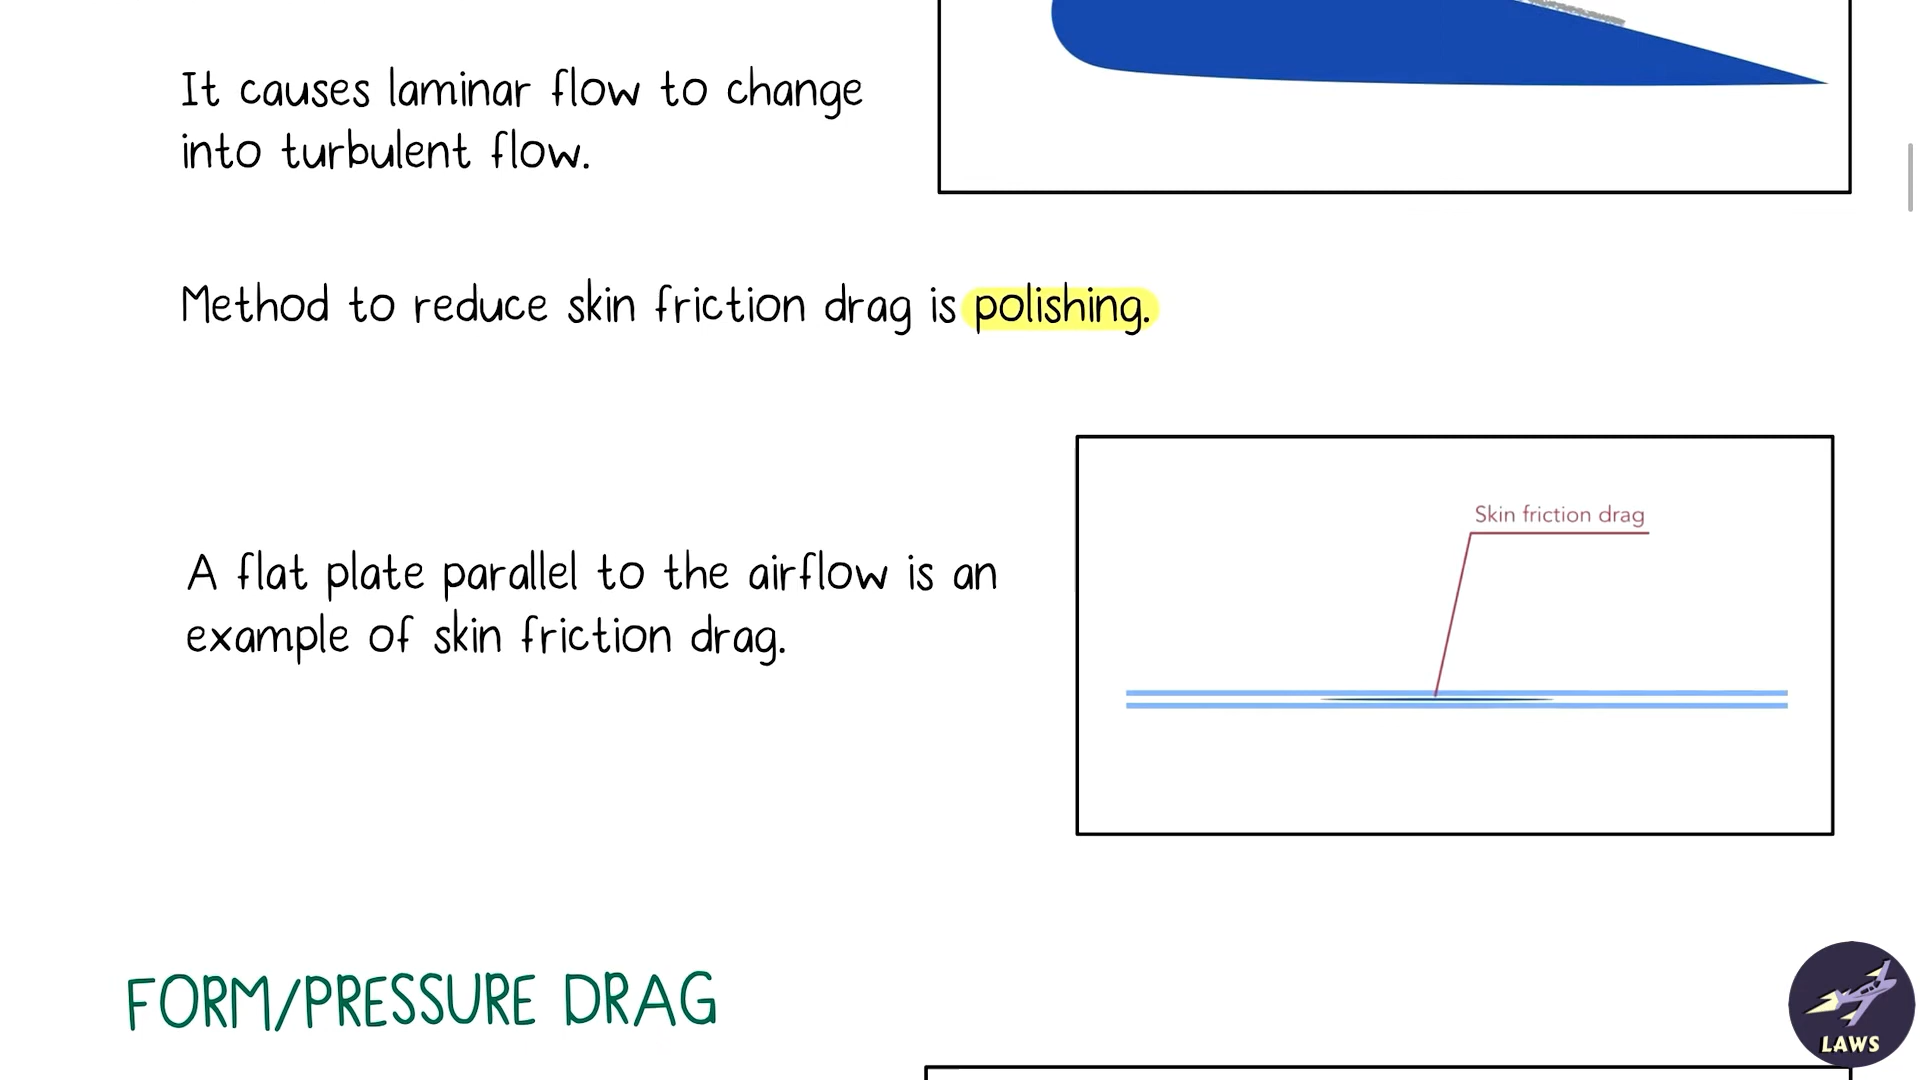 It causes laminar flow to change
into turbulent flow.
Method to reduce skin friction drag is polishing.
Skin friction drag
A flat plate parallel to the airflow is an
example of skin friction drag.
FORM/PRESSURE DRAG
LAWS